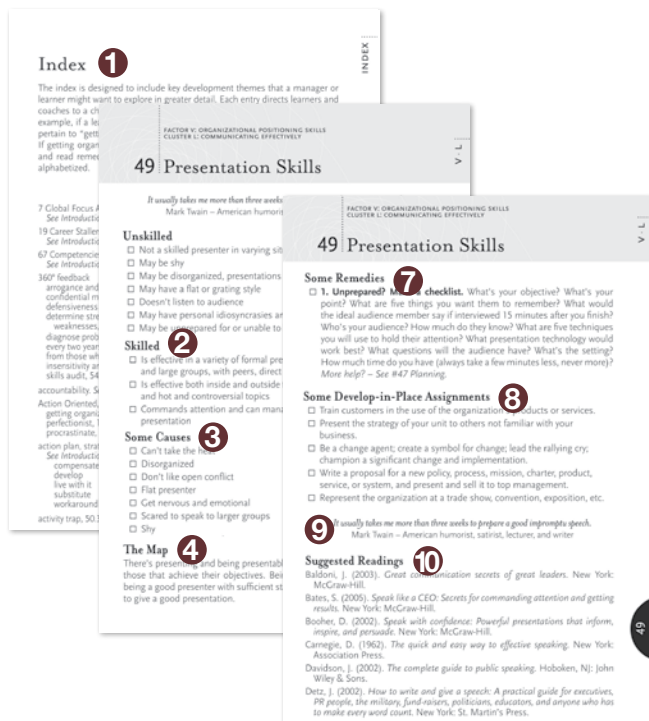 Index 1
INDEX
The index is designed to include key development themes that a manager or
learner might want to explore in greater detail. Each entry directs learners and
coaches to a ch
example, if a lea
pertain to "gett
If getting organ
and read remed
alphabetized.
7 Global Focus A
See Introductio
19 Career Staller
See Introductio
67 Competencie
See Introductio
360° feedback
arrogance and
confidential m
defensiveness
determine stre
weaknesses,
diagnose prob
every two year
from those wh
insensitivity an
skills audit, 54
accountability. S
Action Oriented,
getting organi
perfectionist,
procrastinate,
action plan, strat
See Introductio
compensate
develop
live with it
substitute
workaround
activity trap, 50.
FACTOR V: ORGANIZATIONAL POSITIONING SKILLS
CLUSTER L: COMMUNICATING EFFECTIVELY
49 Presentation Skills
V · L
It usually takes me more than three weeks
Mark Twain – American humoris
Unskilled
Not a skilled presenter in varying sit
May be shy
May be disorganized, presentations
May have a flat or grating style
Doesn't listen to audience
May have personal idiosyncrasies an
May be unprepared for or unable to
Skilled 2
Is effective in a variety of formal pre
and large groups, with peers, direct
Is effective both inside and outside
and hot and controversial topics
Commands attention and can mana
presentation
Some Causes 3
Can't take the heat
Disorganized
Don't like open conflict
Flat presenter
Get nervous and emotional
Scared to speak to larger groups
Shy
The Map 4
There's presenting and being presentabl
those that achieve their objectives. Bein
being a good presenter with sufficient st
to give a good presentation.
FACTOR V: ORGANIZATIONAL POSITIONING SKILLS
CLUSTER L: COMMUNICATING EFFECTIVELY
49 Presentation Skills
V · L
Some Remedies 7
1. Unprepared? Make a checklist. What's your objective? What's your
point? What are five things you want them to remember? What would
the ideal audience member say if interviewed 15 minutes after you finish?
Who's your audience? How much do they know? What are five techniques
you will use to hold their attention? What presentation technology would
work best? What questions will the audience have? What's the setting?
How much time do you have (always take a few minutes less, never more)?
More help? – See #47 Planning.
Some Develop-in-Place Assignments 8
Train customers in the use of the organization's products or services.
Present the strategy of your unit to others not familiar with your
business.
Be a change agent; create a symbol for change; lead the rallying cry;
champion a significant change and implementation.
Write a proposal for a new policy, process, mission, charter, product,
service, or system, and present and sell it to top management.
Represent the organization at a trade show, convention, exposition, etc.
9 It usually takes me more than three weeks to prepare a good impromptu speech.
Mark Twain – American humorist, satirist, lecturer, and writer
Suggested Readings 10
Baldoni, J. (2003). Great communication secrets of great leaders. New York:
McGraw-Hill.
Bates, S. (2005). Speak like a CEO: Secrets for commanding attention and getting
results. New York: McGraw-Hill.
Booher, D. (2002). Speak with confidence: Powerful presentations that inform,
inspire, and persuade. New York: McGraw-Hill.
Carnegie, D. (1962). The quick and easy way to effective speaking. New York:
Association Press.
Davidson, J. (2002). The complete guide to public speaking. Hoboken, NJ: John
Wiley & Sons.
Detz, J. (2002). How to write and give a speech: A practical guide for executives,
PR people, the military, fund-raisers, politicians, educators, and anyone who has
to make every word count. New York: St. Martin's Press.
49